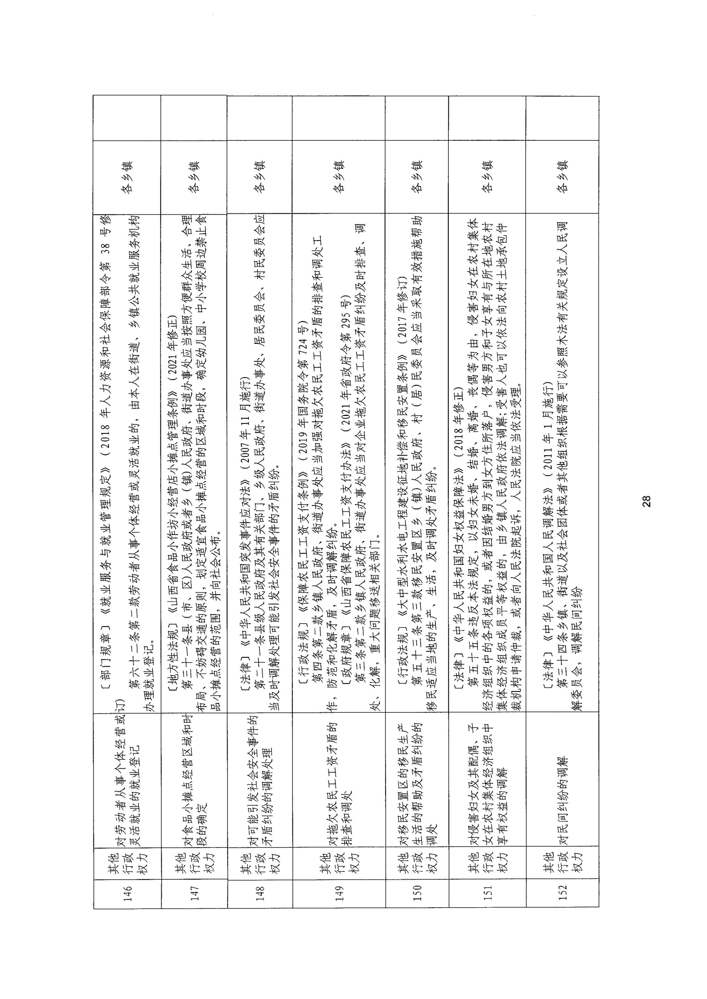 146
其他
行政
权力
对劳动者从事个体经营或
灵活就业的就业登记
〔部门规章〕《就业服务与就业管理规定》（2018 年人力资源和社会保障部令第 38 号修
订）
第六十二条第二款劳动者从事个体经营或灵活就业的，由本人在街道、乡镇公共就业服务机构
办理就业登记。
各乡镇
147
其他
行政
权力
对食品小摊点经营区域和时
段的确定
〔地方性法规〕《山西省食品小作坊小经营店小摊点管理条例》（2021 年修正）
第三十一条县（市、区）人民政府或者乡（镇）人民政府、街道办事处应当按照方便群众生活、合理
布局、不妨碍交通的原则，划定适宜食品小摊点经营的区域和时段，确定幼儿园、中小学校周边禁止食
品小摊点经营的范围，并向社会公布。
各乡镇
148
其他
行政
权力
对可能引发社会安全事件的
矛盾纠纷的调解处理
〔法律〕《中华人民共和国突发事件应对法》（2007 年 11 月施行）
第二十一条县级人民政府及其有关部门、乡级人民政府、街道办事处、居民委员会、村民委员会应
当及时调解处理可能引发社会安全事件的矛盾纠纷。
各乡镇
149
其他
行政
权力
对拖欠农民工工资矛盾的
排查和调处
〔行政法规〕《保障农民工工资支付条例》（2019 年国务院令第 724 号）
第四条第二款乡镇人民政府、街道办事处应当加强对拖欠农民工工资矛盾的排查和调处工
作，防范和化解矛盾，及时调解纠纷。
〔政府规章〕《山西省保障农民工工资支付办法》（2021 年省政府令第 295 号）
第三条第二款乡镇人民政府、街道办事处应当对企业拖欠农民工工资矛盾纠纷及时排查、调
处、化解，重大问题移送相关部门。
各乡镇
150
其他
行政
权力
对移民安置区的移民生产
生活的帮助及矛盾纠纷的
调处
〔行政法规〕《大中型水利水电工程建设征地补偿和移民安置条例》（2017 年修订）
第五十三条第三款移民安置区乡（镇）人民政府、村（居）民委员会应当采取有效措施帮助
移民适应当地的生产、生活，及时调处矛盾纠纷。
各乡镇
151
其他
行政
权力
对侵害妇女及其配偶、子
女在农村集体经济组织中
享有权益的调解
〔法律〕《中华人民共和国妇女权益保障法》（2018 年修正）
第五十五条违反本法规定，以妇女未婚、结婚、离婚、丧偶等为由，侵害妇女在农村集体
经济组织中的各项权益的，或者因结婚男方到女方住所落户，侵害男方和子女享有与所在地农村
集体经济组织成员平等权益的，由乡镇人民政府依法调解；受害人也可以依法向农村土地承包仲
裁机构申请仲裁，或者向人民法院起诉，人民法院应当依法受理。
各乡镇
152
其他
行政
权力
对民间纠纷的调解
〔法律〕《中华人民共和国人民调解法》（2011 年 1 月施行）
第三十四条乡镇、街道以及社会团体或者其他组织根据需要可以参照本法有关规定设立人民调
解委员会，调解民间纠纷
各乡镇
28